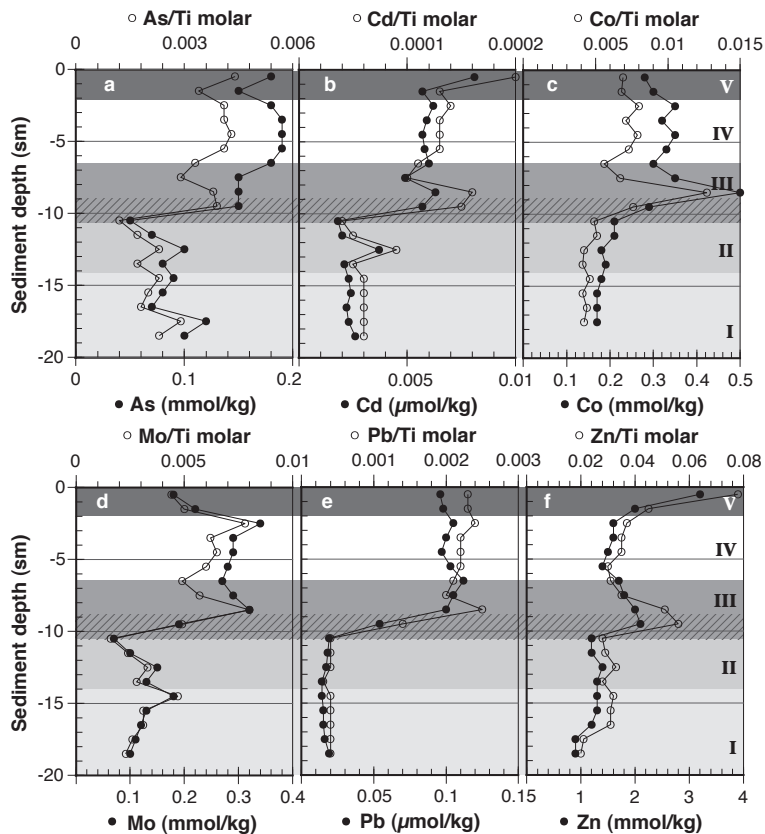 As/Ti molar Cd/Ti molar Co/Ti molar
0 0.003 0.006 0.0001 0.0002 0.005 0.01 0.015
Sediment depth (sm)
0
-5
-10
-15
-20
a b c
V
IV
III
II
I
0.1 0.2 0.005 0.01 0.1 0.2 0.3 0.4 0.5
As (mmol/kg) Cd (µmol/kg) Co (mmol/kg)
Mo/Ti molar Pb/Ti molar Zn/Ti molar
0 0.005 0.01 0.001 0.002 0.003 0.02 0.04 0.06 0.08
Sediment depth (sm)
0
-5
-10
-15
-20
d e f
V
IV
III
II
I
0.1 0.2 0.3 0.4 0.05 0.1 0.15 1 2 3 4
Mo (mmol/kg) Pb (µmol/kg) Zn (mmol/kg)